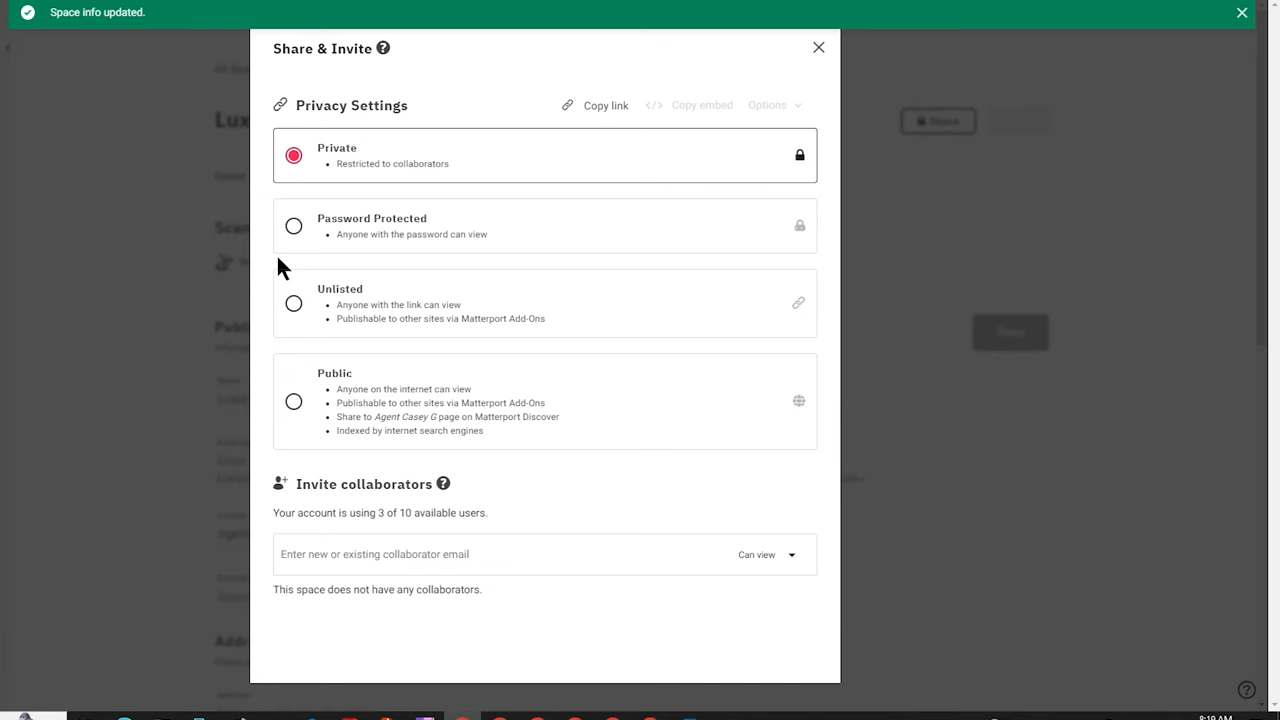 Space info updated.
Share & Invite
Privacy Settings
Copy link
</> Copy embed
Options
Private
• Restricted to collaborators
Password Protected
• Anyone with the password can view
Unlisted
• Anyone with the link can view
• Publishable to other sites via Matterport Add-Ons
Public
• Anyone on the internet can view
• Publishable to other sites via Matterport Add-Ons
• Share to Agent Casey G page on Matterport Discover
• Indexed by internet search engines
Invite collaborators
Your account is using 3 of 10 available users.
Enter new or existing collaborator email
Can view
This space does not have any collaborators.
Share